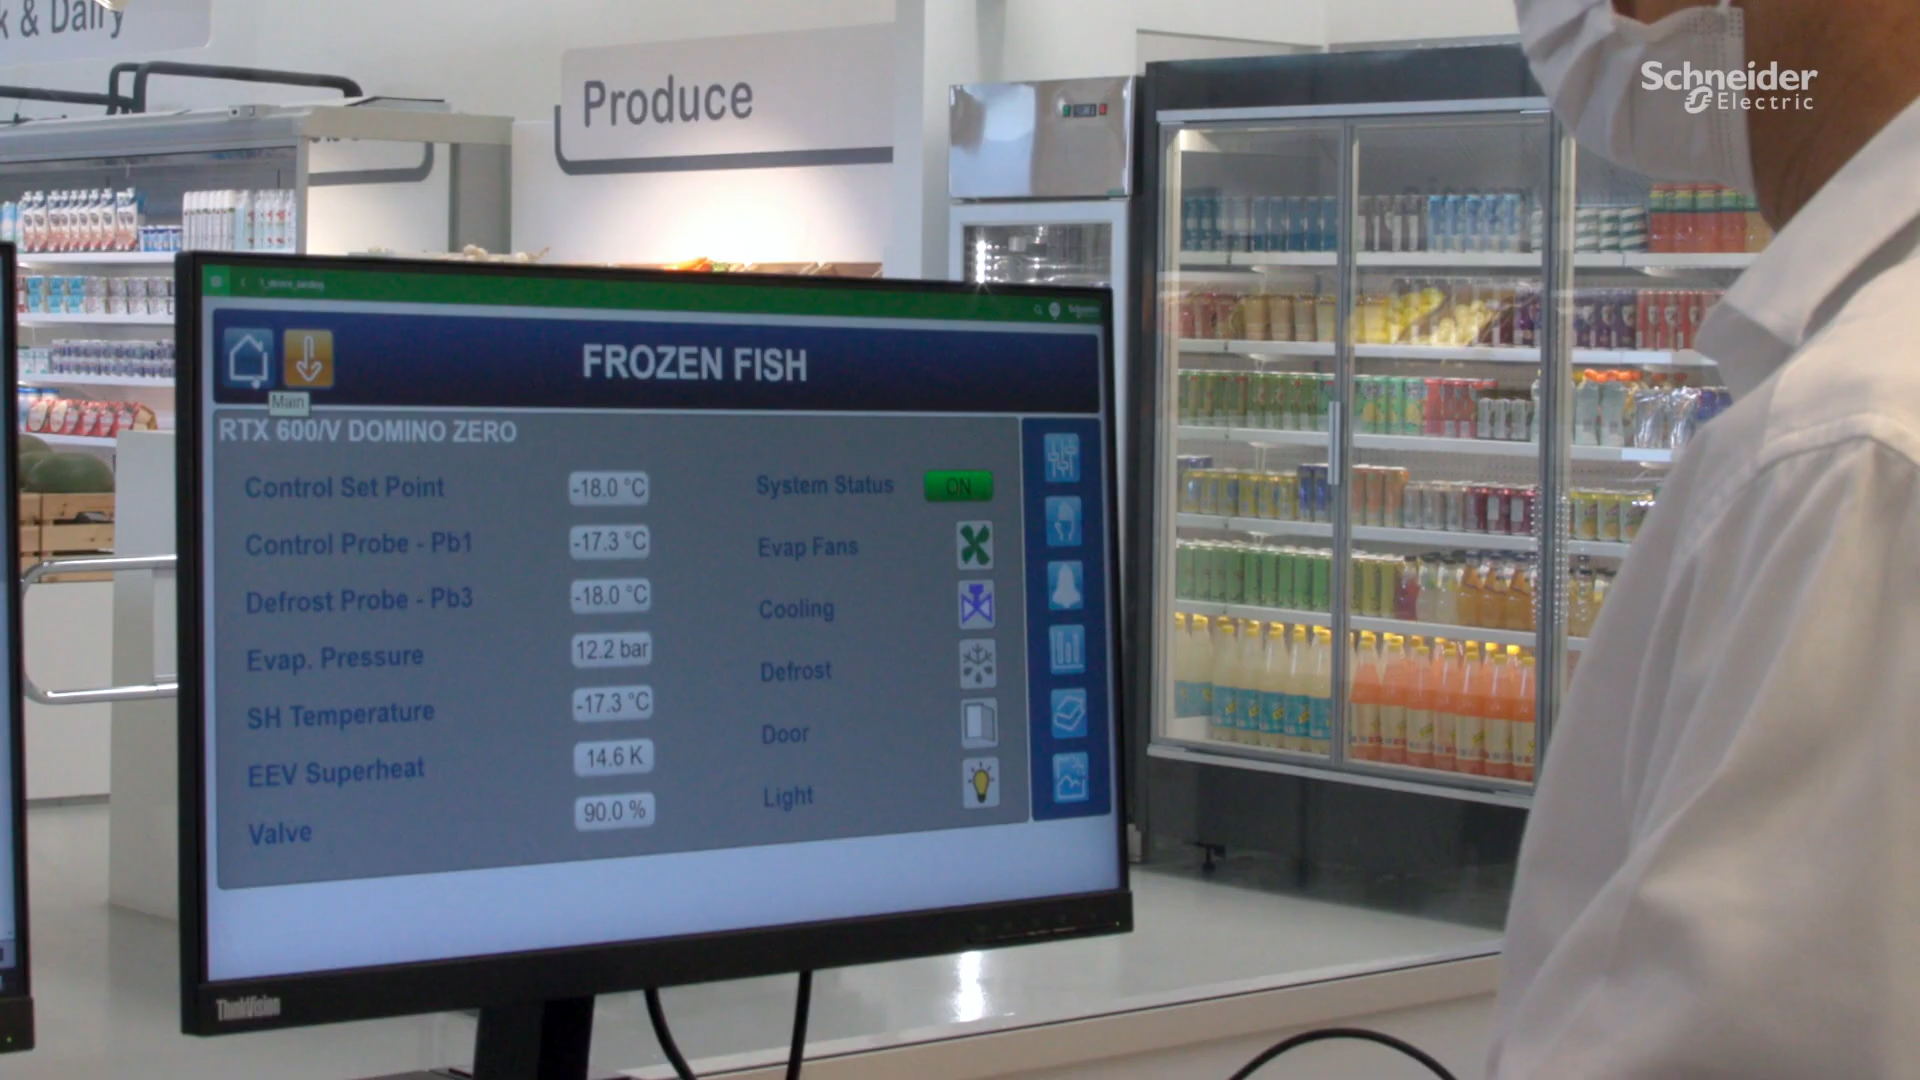 & Dairy
Produce
Schneider
Electric
FROZEN FISH
Main
RTX 600/V DOMINO ZERO
Control Set Point -18.0 °C
Control Probe - Pb1 -17.3 °C
Defrost Probe - Pb3 -18.0 °C
Evap. Pressure 12.2 bar
SH Temperature -17.3 °C
EEV Superheat 14.6 K
Valve 90.0 %
System Status ON
Evap Fans
Cooling
Defrost
Door
Light
ThinkVision